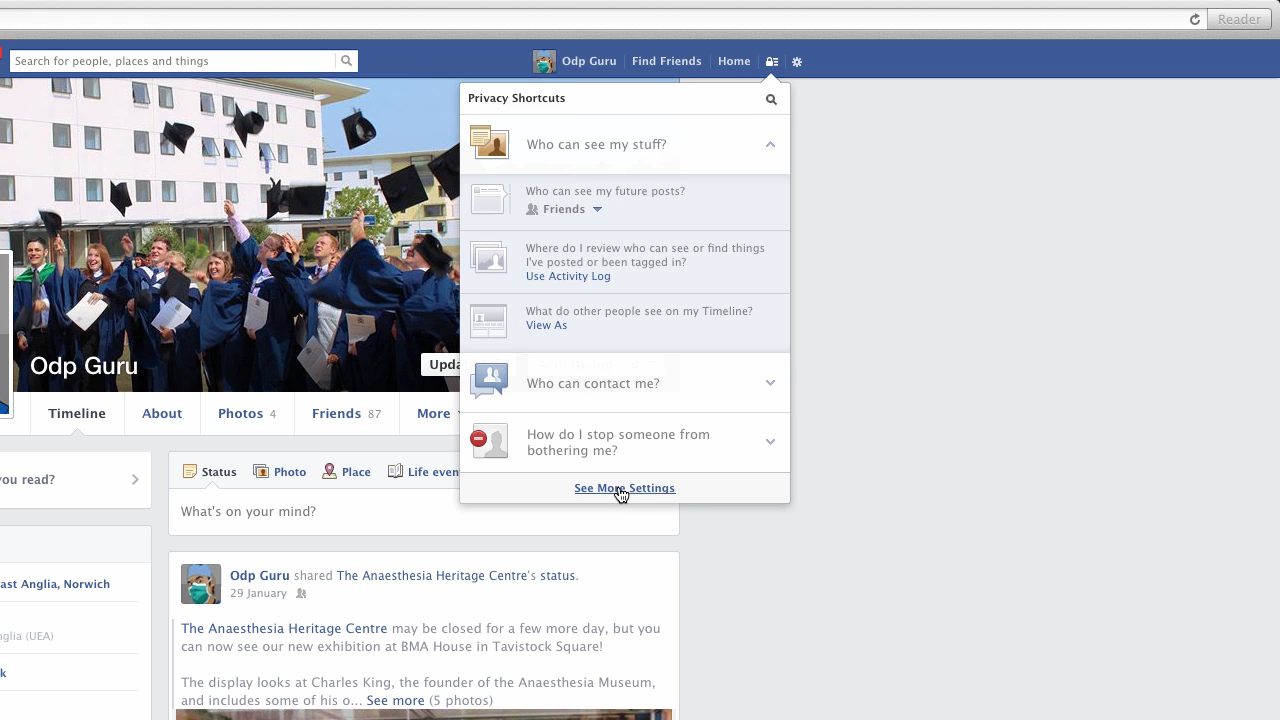 Reader
Search for people, places and things
Odp Guru
Find Friends
Home
Privacy Shortcuts
Who can see my stuff?
Who can see my future posts?
Friends
Where do I review who can see or find things
I've posted or been tagged in?
Use Activity Log
What do other people see on my Timeline?
View As
Who can contact me?
How do I stop someone from
bothering me?
See More Settings
Odp Guru
Upda
Timeline
About
Photos 4
Friends 87
More
you read?
Status
Photo
Place
Life even
What's on your mind?
ast Anglia, Norwich
nglia (UEA)
k
Odp Guru shared The Anaesthesia Heritage Centre's status.
29 January
The Anaesthesia Heritage Centre may be closed for a few more day, but you
can now see our new exhibition at BMA House in Tavistock Square!
The display looks at Charles King, the founder of the Anaesthesia Museum,
and includes some of his o... See more (5 photos)